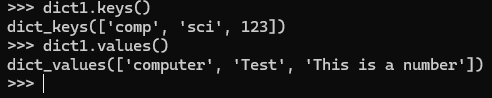 >>> dict1.keys()
dict_keys(['comp', 'sci', 123])
>>> dict1.values()
dict_values(['computer', 'Test', 'This is a number'])
>>>